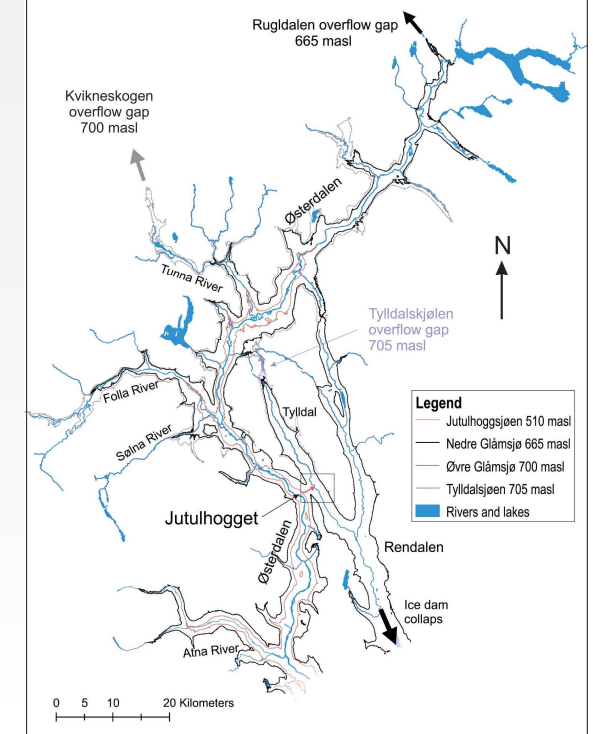 Rugldalen overflow gap
665 masl
Kvikneskogen
overflow gap
700 masl
Østerdalen
N
Tunna River
Tylldalskjølen
overflow gap
705 masl
Folla River
Tylldal
Sølna River
Legend
Jutulhoggsjøen 510 masl
Nedre Glåmsjø 665 masl
Øvre Glåmsjø 700 masl
Tylldalsjøen 705 masl
Rivers and lakes
Jutulhogget
Østerdalen
Rendalen
Ice dam
collaps
Atna River
0 5 10 20 Kilometers